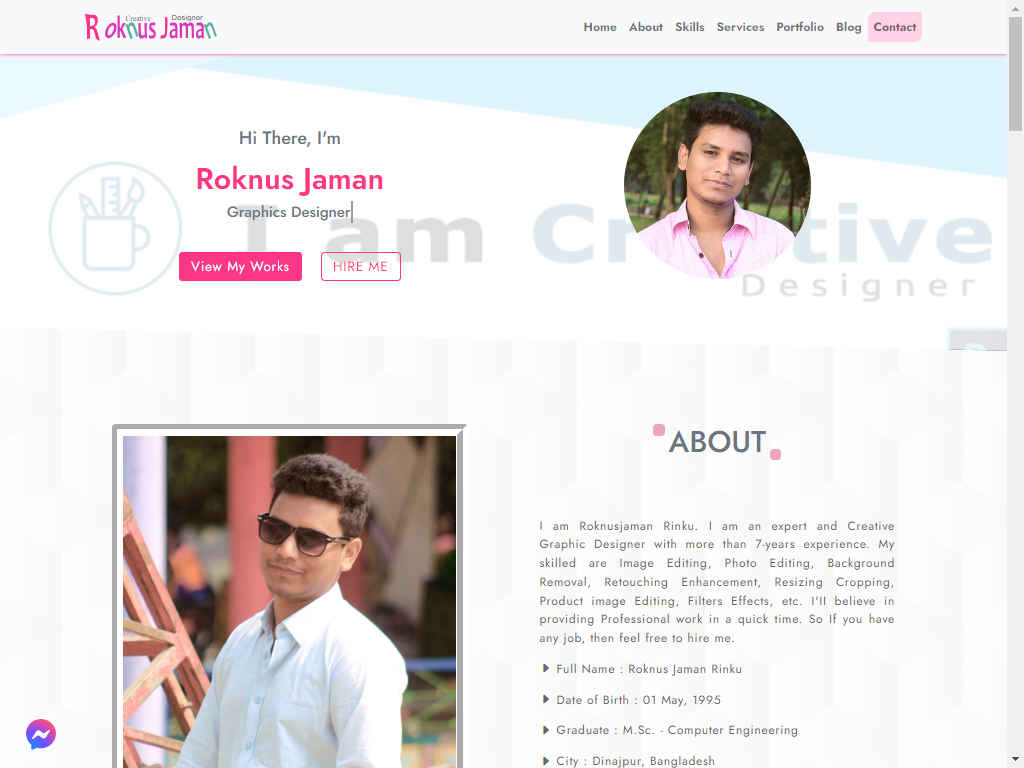 Creative Designer
Roknus Jaman
Home About Skills Services Portfolio Blog Contact
Hi There, I'm
Roknus Jaman
Graphics Designer
I am Creative
Designer
View My Works HIRE ME
ABOUT
I am Roknusjaman Rinku. I am an expert and Creative
Graphic Designer with more than 7-years experience. My
skilled are Image Editing, Photo Editing, Background
Removal, Retouching Enhancement, Resizing Cropping,
Product image Editing, Filters Effects, etc. I'II believe in
providing Professional work in a quick time. So If you have
any job, then feel free to hire me.
Full Name : Roknus Jaman Rinku
Date of Birth : 01 May, 1995
Graduate : M.Sc. - Computer Engineering
City : Dinajpur, Bangladesh